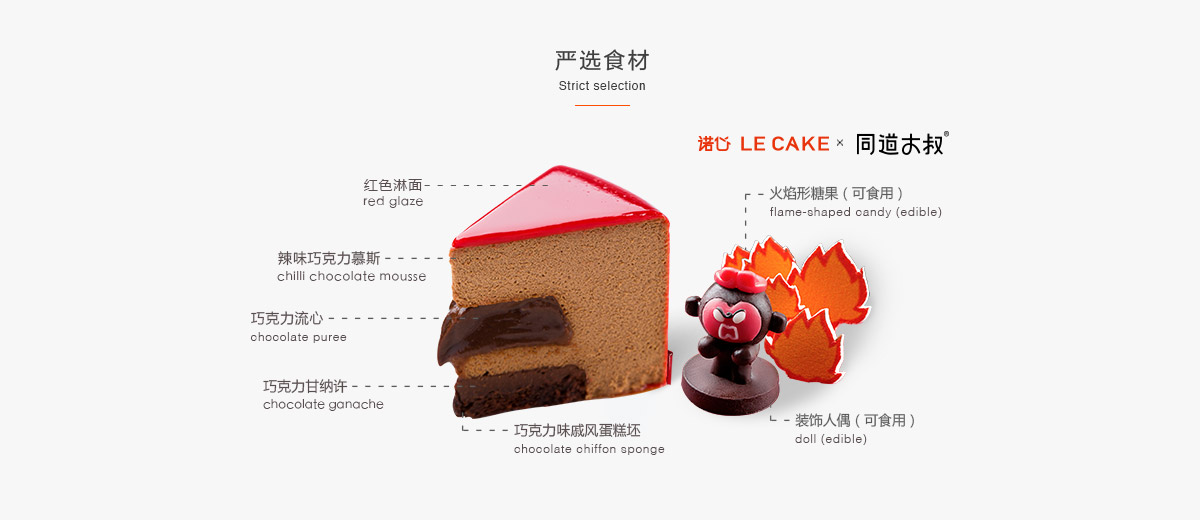 严选食材
Strict selection
诺心 LE CAKE × 同道大叔®
红色淋面
red glaze
火焰形糖果（可食用）
flame-shaped candy (edible)
辣味巧克力慕斯
chilli chocolate mousse
巧克力流心
chocolate puree
巧克力甘纳许
chocolate ganache
装饰人偶（可食用）
doll (edible)
巧克力味戚风蛋糕坯
chocolate chiffon sponge